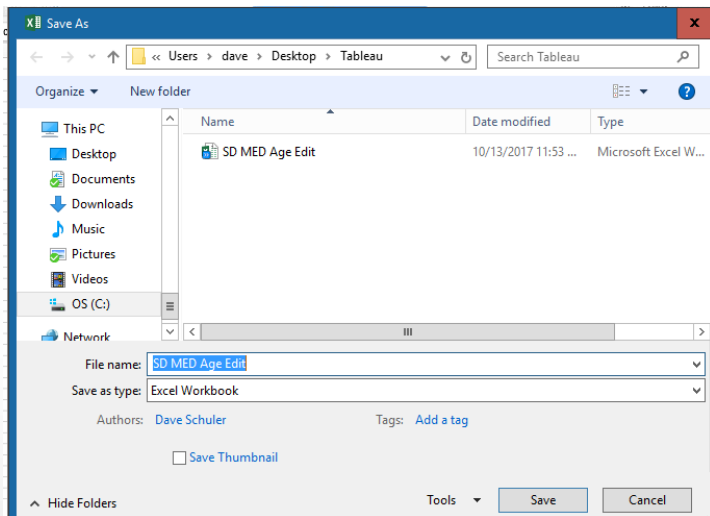 Save As
« Users > dave > Desktop > Tableau
Search Tableau
Organize
New folder
Name
Date modified
Type
This PC
Desktop
Documents
Downloads
Music
Pictures
Videos
OS (C:)
Network
SD MED Age Edit
10/13/2017 11:53 ...
Microsoft Excel W...
File name: SD MED Age Edit
Save as type: Excel Workbook
Authors: Dave Schuler
Tags: Add a tag
Save Thumbnail
Hide Folders
Tools
Save
Cancel